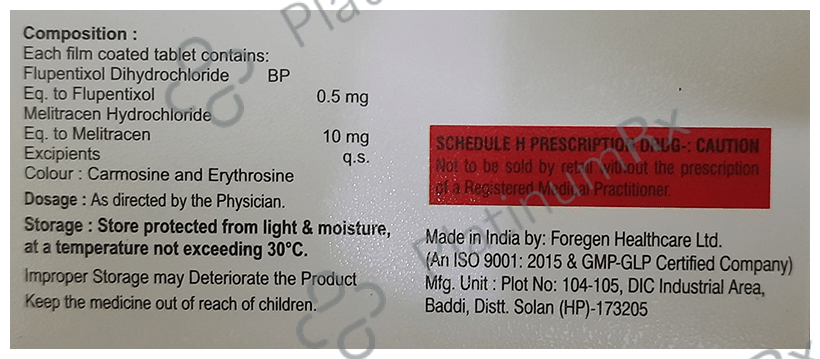 Composition :
Each film coated tablet contains:
Flupentixol Dihydrochloride BP
Eq. to Flupentixol 0.5 mg
Melitracen Hydrochloride
Eq. to Melitracen 10 mg
Excipients q.s.
Colour : Carmosine and Erythrosine
Dosage : As directed by the Physician.
Storage : Store protected from light & moisture,
at a temperature not exceeding 30°C.
Improper Storage may Deteriorate the Product
Keep the medicine out of reach of children.
SCHEDULE H PRESCRIPTION DRUG-: CAUTION
Not to be sold by retail without the prescription
of a Registered Medical Practitioner.
Made in India by: Foregen Healthcare Ltd.
(An ISO 9001: 2015 & GMP-GLP Certified Company)
Mfg. Unit : Plot No: 104-105, DIC Industrial Area,
Baddi, Distt. Solan (HP)-173205
PlatinumRx